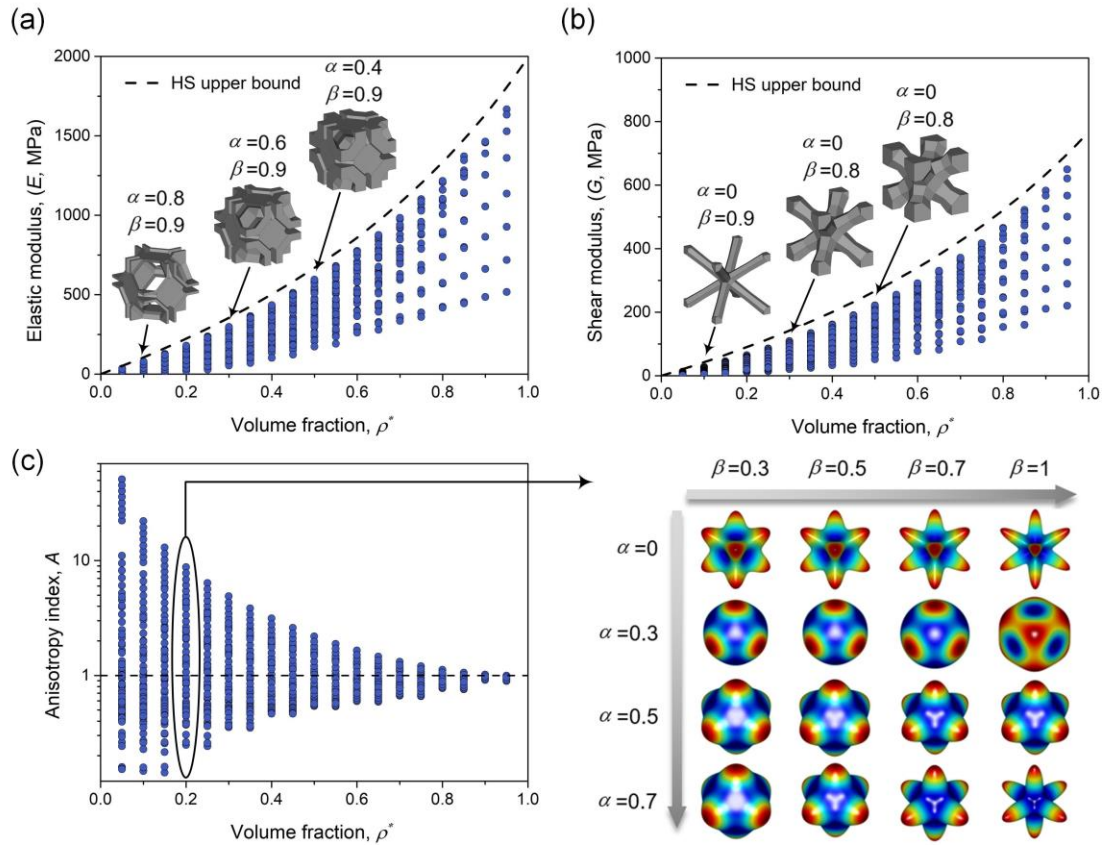 (a)
2000
1500
1000
500
0
Elastic modulus, (E, MPa)
HS upper bound
α=0.8
β=0.9
α=0.6
β=0.9
α=0.4
β=0.9
0.0 0.2 0.4 0.6 0.8 1.0
Volume fraction, ρ*
(b)
1000
800
600
400
200
0
Shear modulus, (G, MPa)
HS upper bound
α=0
β=0.9
α=0
β=0.8
α=0
β=0.8
0.0 0.2 0.4 0.6 0.8 1.0
Volume fraction, ρ*
(c)
10
1
Anisotropy index, A
0.0 0.2 0.4 0.6 0.8 1.0
Volume fraction, ρ*
β=0.3 β=0.5 β=0.7 β=1
α=0
α=0.3
α=0.5
α=0.7